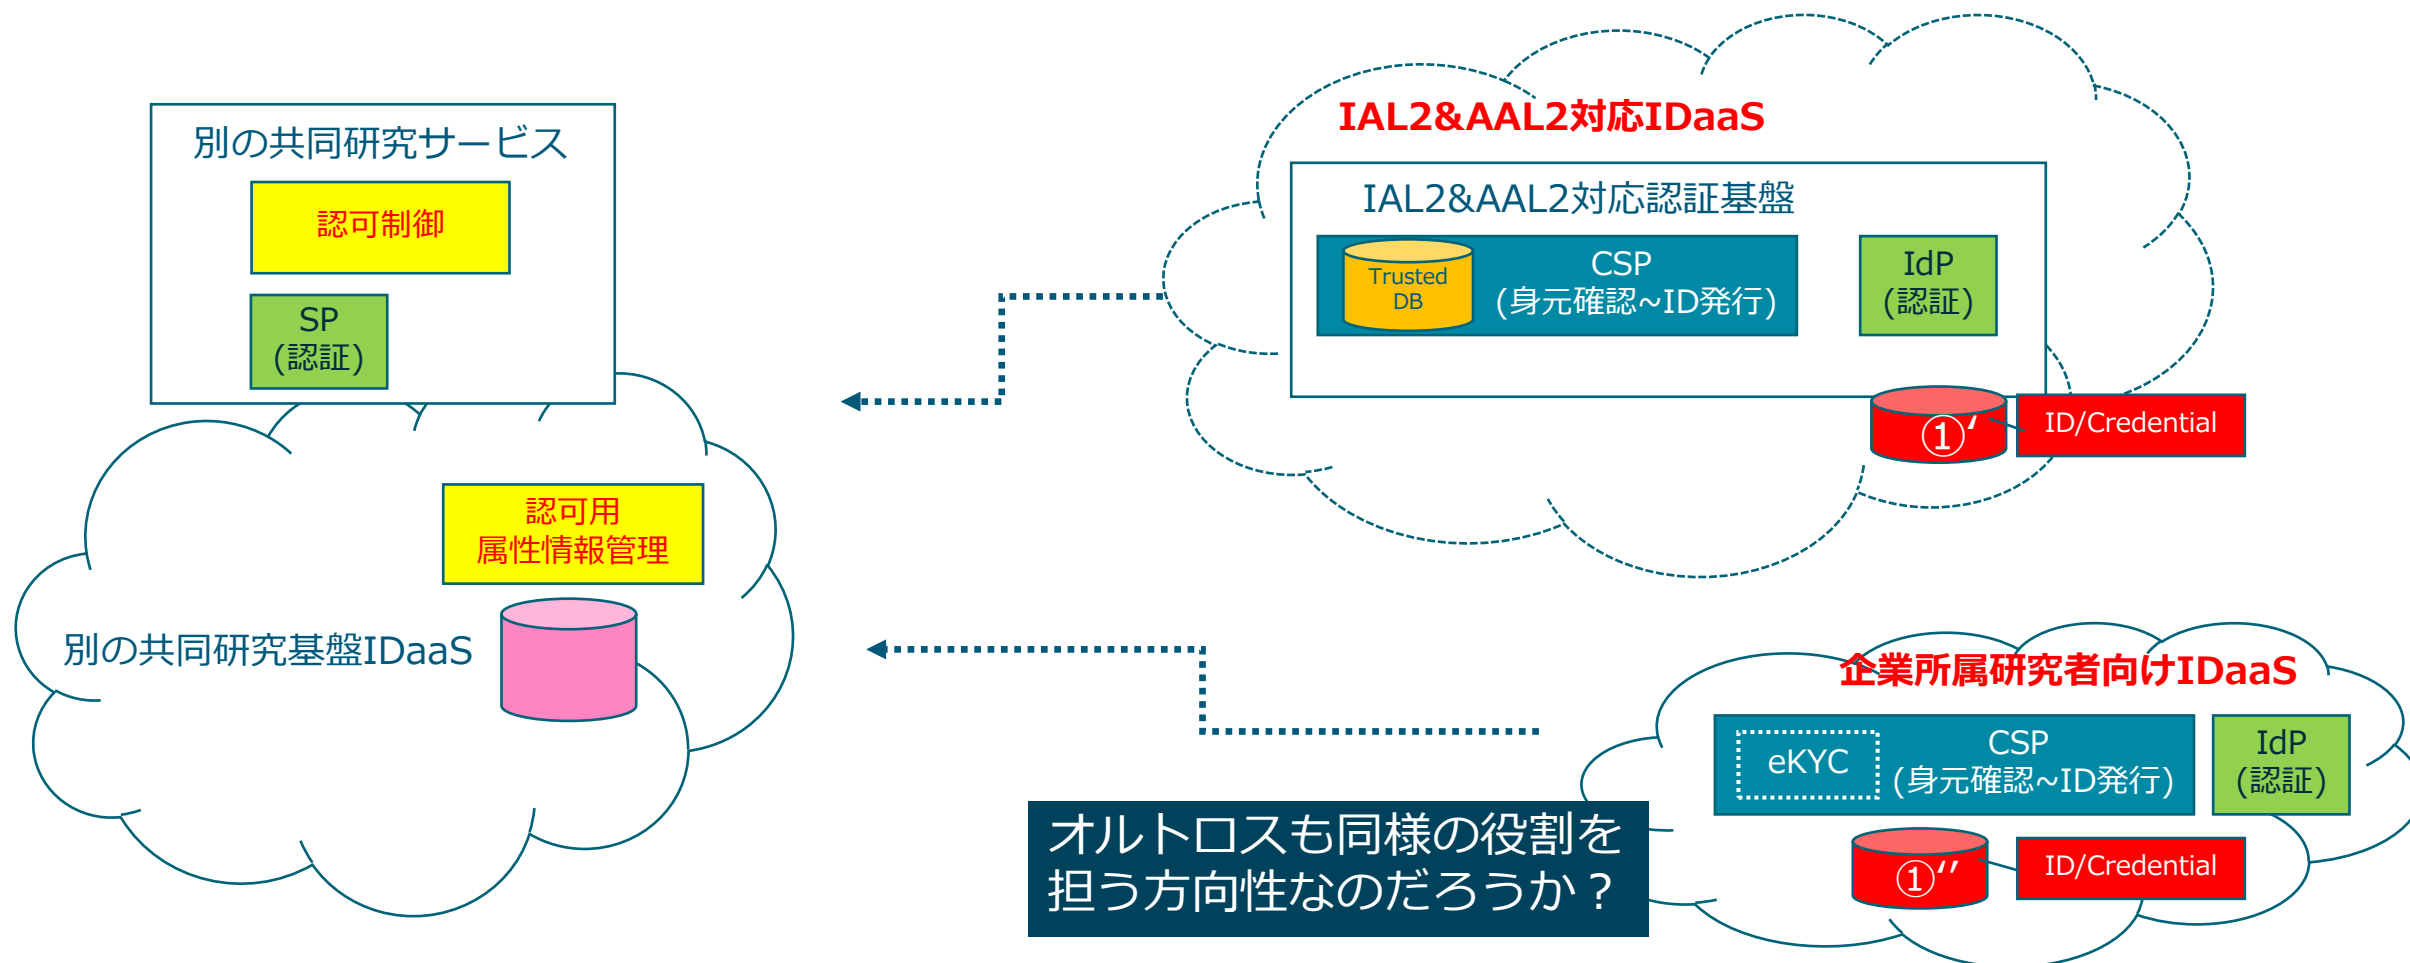 別の共同研究サービス
認可制御
SP
(認証)
認可用
属性情報管理
別の共同研究基盤IDaaS
IAL2&AAL2対応IDaaS
IAL2&AAL2対応認証基盤
Trusted
DB
CSP
(身元確認~ID発行)
IdP
(認証)
①′
ID/Credential
企業所属研究者向けIDaaS
eKYC
CSP
(身元確認~ID発行)
IdP
(認証)
①′′
ID/Credential
オルトロスも同様の役割を
担う方向性なのだろうか？